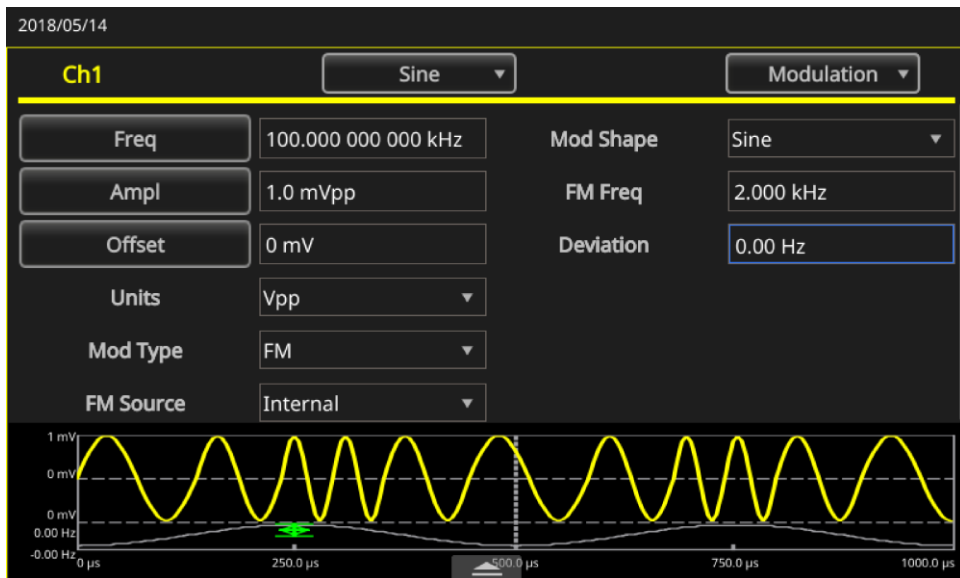 2018/05/14
Ch1 Sine Modulation
Freq 100.000 000 000 kHz Mod Shape Sine
Ampl 1.0 mVpp FM Freq 2.000 kHz
Offset 0 mV Deviation 0.00 Hz
Units Vpp
Mod Type FM
FM Source Internal
1 mV
0 mV
0 mV
0.00 Hz
-0.00 Hz
0 µs 250.0 µs 500.0 µs 750.0 µs 1000.0 µs